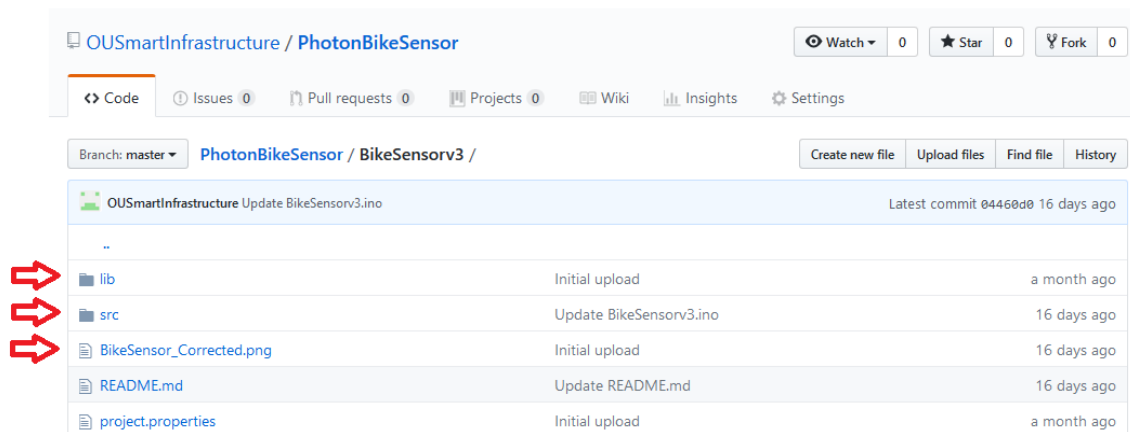 OUSmartInfrastructure / PhotonBikeSensor Watch 0 Star 0 Fork 0
Code Issues 0 Pull requests 0 Projects 0 Wiki Insights Settings
Branch: master PhotonBikeSensor / BikeSensorv3 / Create new file Upload files Find file History
OUSmartInfrastructure Update BikeSensorv3.ino Latest commit 04460d0 16 days ago
..
lib Initial upload a month ago
src Update BikeSensorv3.ino 16 days ago
BikeSensor_Corrected.png Initial upload 16 days ago
README.md Update README.md 16 days ago
project.properties Initial upload a month ago